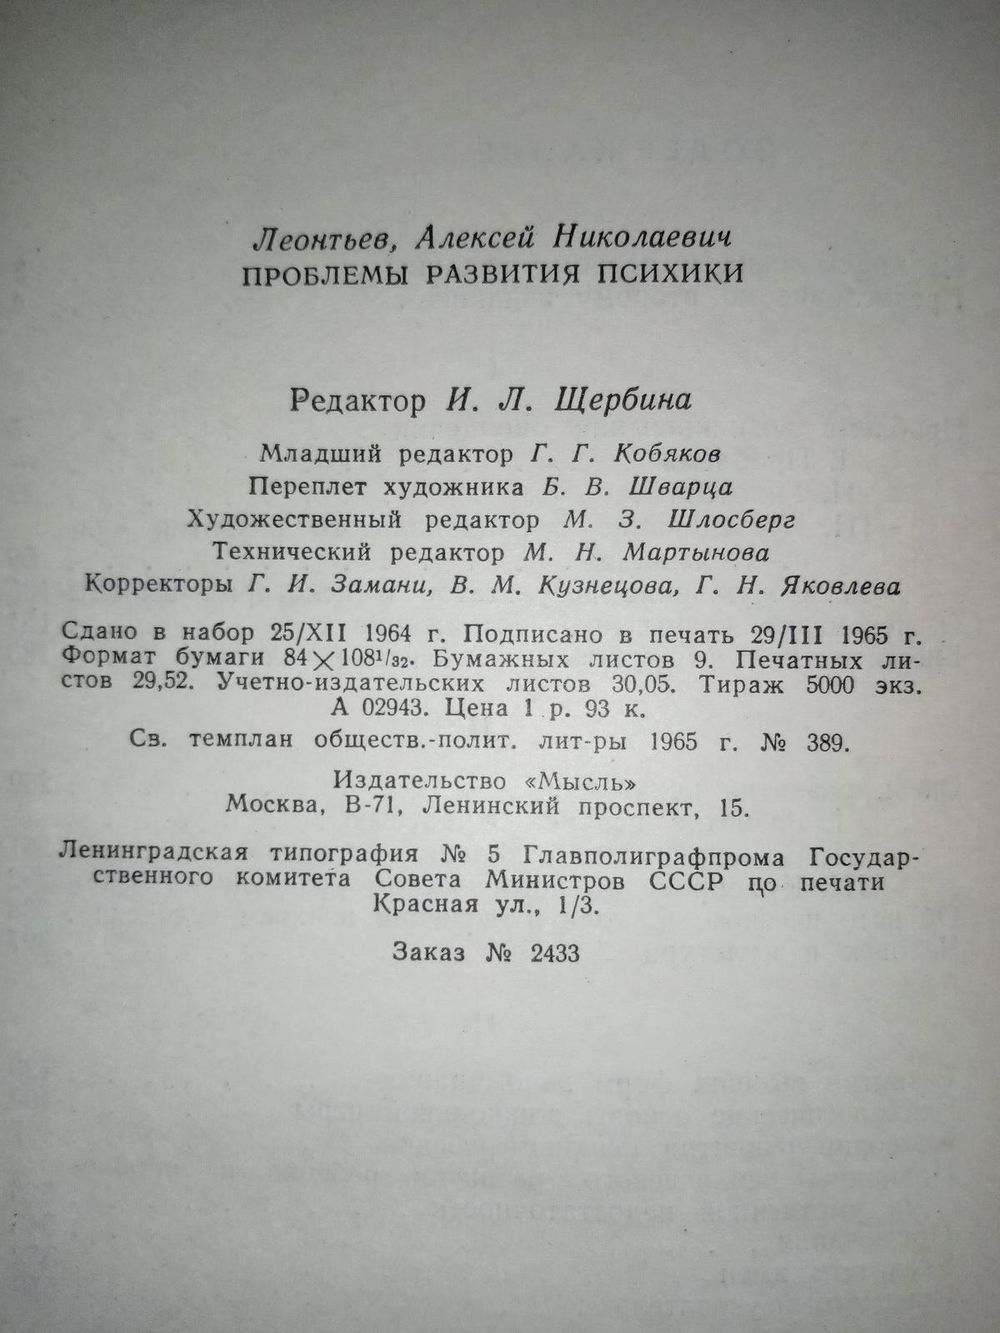 Леонтьев, Алексей Николаевич
ПРОБЛЕМЫ РАЗВИТИЯ ПСИХИКИ
Редактор И. Л. Щербина
Младший редактор Г. Г. Кобяков
Переплет художника Б. В. Шварца
Художественный редактор М. З. Шлосберг
Технический редактор М. Н. Мартынова
Корректоры Г. И. Замани, В. М. Кузнецова, Г. Н. Яковлева
Сдано в набор 25/XII 1964 г. Подписано в печать 29/III 1965 г.
Формат бумаги 84×108¹/₃₂. Бумажных листов 9. Печатных ли-
стов 29,52. Учетно-издательских листов 30,05. Тираж 5000 экз.
А 02943. Цена 1 р. 93 к.
Св. темплан обществ.-полит. лит-ры 1965 г. № 389.
Издательство «Мысль»
Москва, В-71, Ленинский проспект, 15.
Ленинградская типография № 5 Главполиграфпрома Государ-
ственного комитета Совета Министров СССР по печати
Красная ул., 1/3.
Заказ № 2433